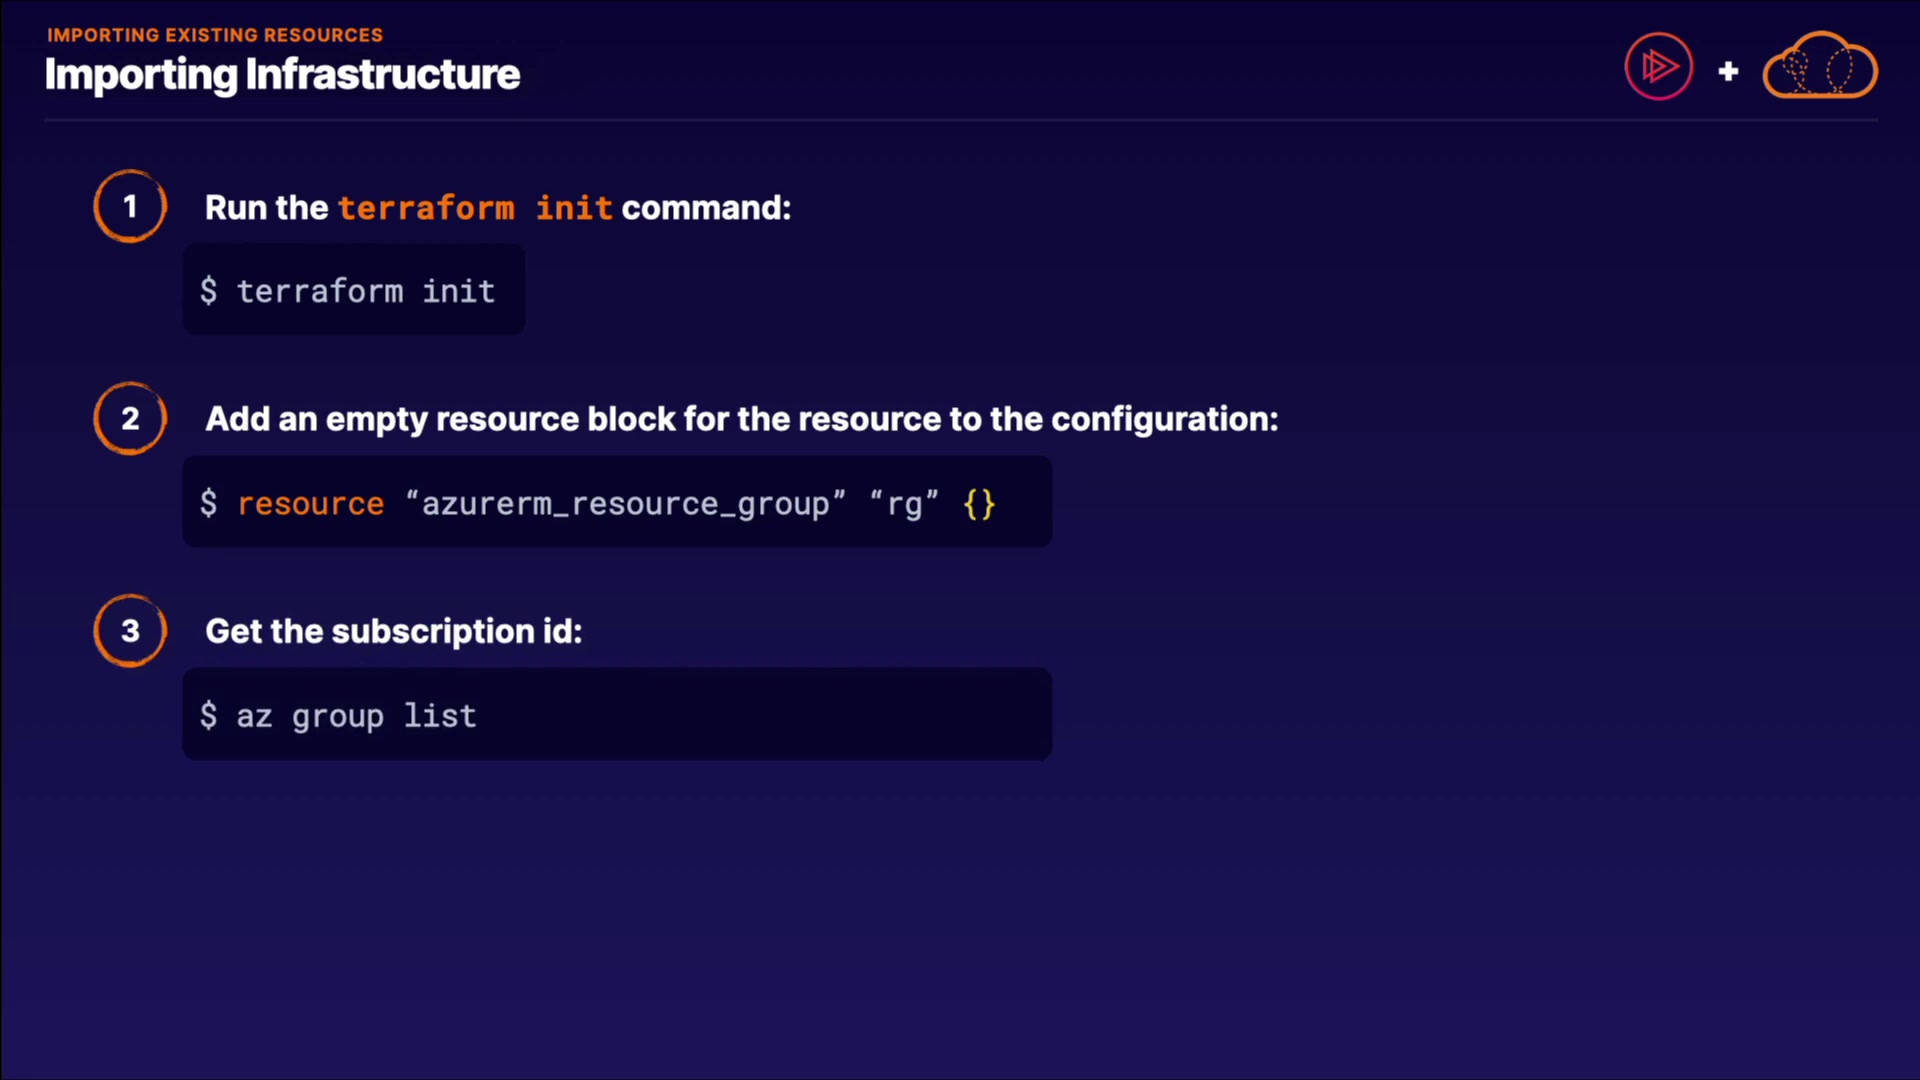 IMPORTING EXISTING RESOURCES
Importing Infrastructure
+
1
Run the terraform init command:
$ terraform init
2
Add an empty resource block for the resource to the configuration:
$ resource “azurerm_resource_group” “rg” {}
3
Get the subscription id:
$ az group list